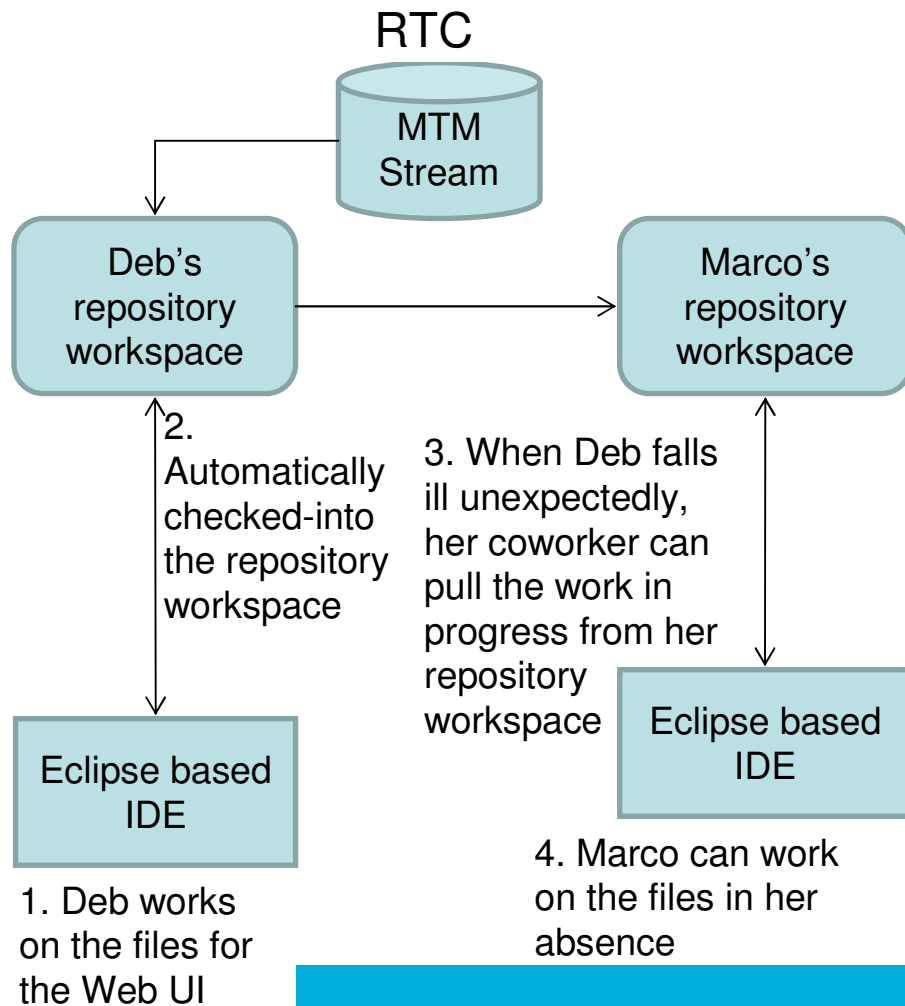 RTC
MTM
Stream
Deb's
repository
workspace
Marco's
repository
workspace
2.
Automatically
checked-into
the repository
workspace
3. When Deb falls
ill unexpectedly,
her coworker can
pull the work in
progress from her
repository
workspace
Eclipse based
IDE
Eclipse based
IDE
1. Deb works
on the files for
the Web UI
4. Marco can work
on the files in her
absence